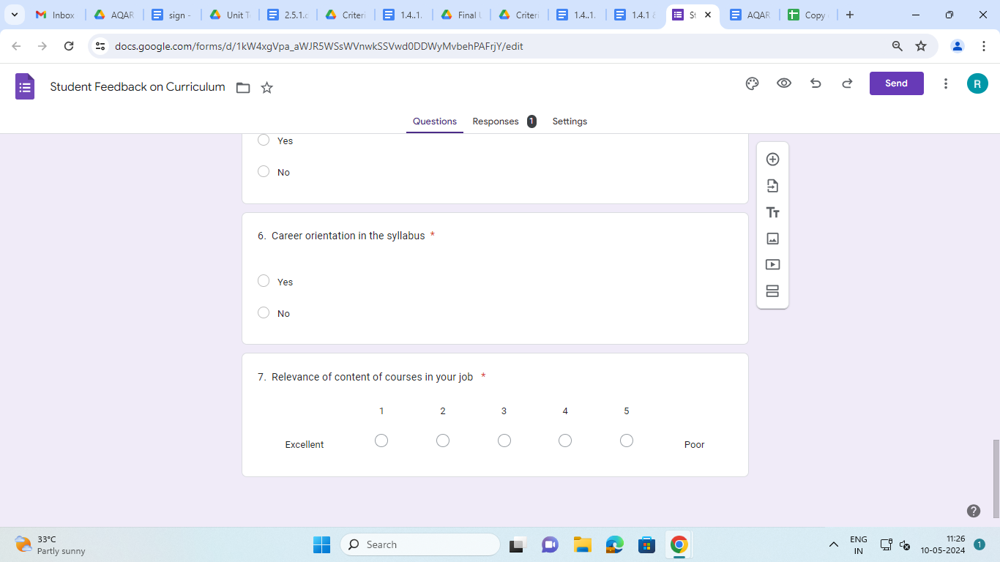 Inbox
AQAR
sign -
Unit T
2.5.1.c
Criteri
1.4..1.
Final U
Criteri
1.4..1.
1.4.1 &
St
AQAR
Copy
docs.google.com/forms/d/1kW4xgVpa_aWJR5WSsWVnwkSSVwd0DDWyMvbehPAFrjY/edit
Student Feedback on Curriculum
Send
R
Questions
Responses 1
Settings
Yes
No
6. Career orientation in the syllabus *
Yes
No
7. Relevance of content of courses in your job *
1 2 3 4 5
Excellent Poor
33°C
Partly sunny
Search
ENG
IN
11:26
10-05-2024
1